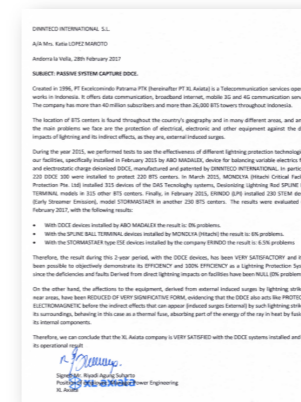 DINNTECO INTERNATIONAL S.L.
A/A Mrs. Katia LOPEZ MAROTO
Andorra la Vella, 28th February 2017
SUBJECT: PASSIVE SYSTEM CAPTURE DDCE.
Created in 1996, PT Excelcomindo Patrama PTK (hereinafter PT XL Axiata) is a Telecommunication services ope
works in Indonesia. It offers data communication, broadband internet, mobile 3G and 4G communication serv
The company has more than 40 million subscribers and more than 26,000 BTS towers throughout Indonesia.
The location of BTS centers is found throughout the country's geography and in many different areas, and an
the main problems we face are the protection of electrical, electronic and other equipment against the d
impacts of lightning and its indirect effects, as they are, external induced surges.
During the year 2015, we performed tests to see the effectiveness of different lightning protection technologi
our facilities, specifically installed in February 2015 by ABO MADALEX, device for balancing variable electrics f
and electrostatic charge deionized DDCE, manufactured and patented by DINNTECO INTERNATIONAL. In partic
220 DDCE 100 were installed to protect 220 BTS centers. In March 2015, MONOLYA (Hitachi Critical Faci
Protection Pte. Ltd) installed 315 devices of the DAS Technology systems, Designing Lightning Rod SPLINE
TERMINAL models in 315 other BTS centers. Finally, in February 2015, ERINDO (LPI) installed 230 STEM de
(Early Streamer Emission), model STORMASTAER in another 230 BTS centers. The results were evaluated
February 2017, with the following results:
• With DDCE devices installed by ABO MADALEX the result is: 0% problems.
• With the SPLINE BALL TERMINAL devices installed by MONOLYA (Hitachi) the result is: 6% problems.
• With the STORMASTAER type ESE devices installed by the company ERINDO the result is: 6.5% problems
Therefore, the result during this 2-year period, with the DDCE devices, has been VERY SATISFACTORY and it
been possible to objectively demonstrate its EFFICIENCY and 100% EFFICIENCY as a Lightning Protection Sys
since the deficiencies and faults Derived from direct lightning impacts on facilities have been NULL (0% problem
On the other hand, the affections to the equipment, derived from external induced surges by lightning strik
near areas, have been REDUCED OF VERY SIGNIFICATIVE FORM, evidencing that the DDCE also acts like PROTEC
ELECTROMAGNETIC before the indirect effects that can appear (induced surges External) by such lightning strik
its surroundings, behaving in this case as a thermal fuse, absorbing part of the energy of the ray in heat by fusi
its internal components.
Therefore, we can conclude that the XL Axiata company is VERY SATISFIED with the DDCE systems installed and
its operational result
Signed: Mr. Riyadi Agung Suharto
Power Engineering
XL Axiata